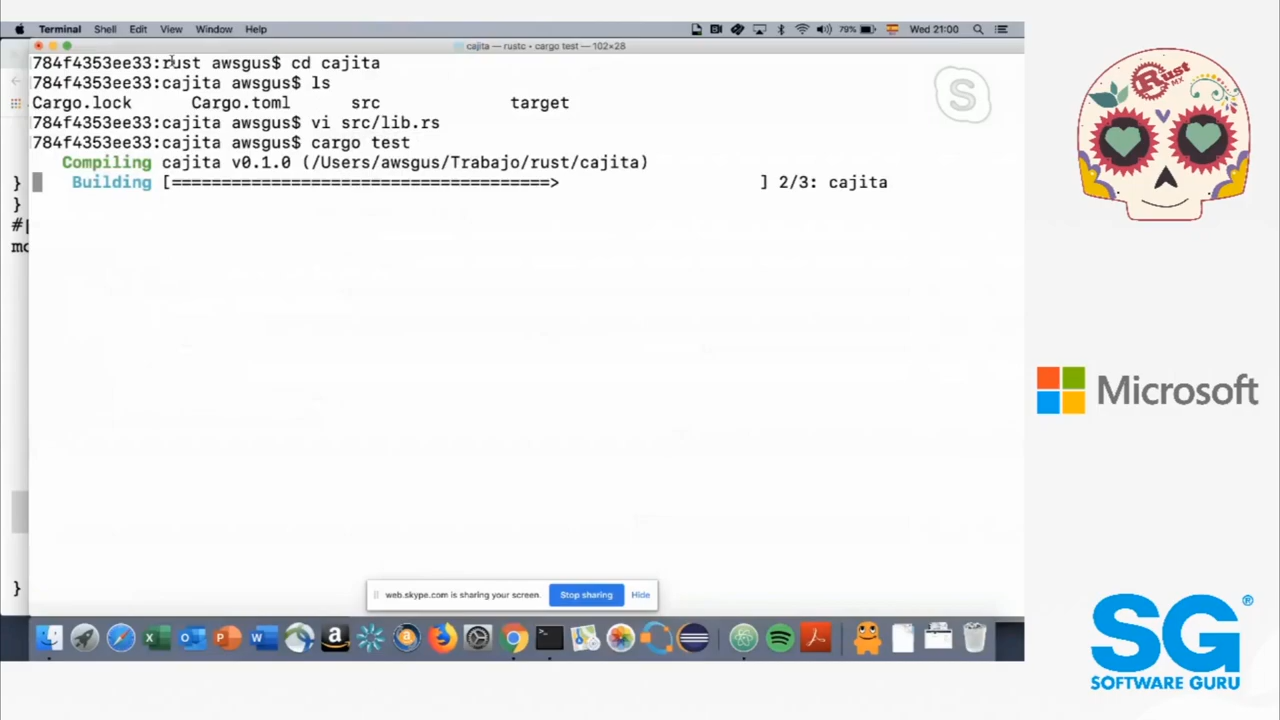 Terminal Shell Edit View Window Help 79% Wed 21:00
cajita — rustc • cargo test — 102×28
784f4353ee33:rust awsgus$ cd cajita
784f4353ee33:cajita awsgus$ ls
Cargo.lock Cargo.toml src target
784f4353ee33:cajita awsgus$ vi src/lib.rs
784f4353ee33:cajita awsgus$ cargo test
Compiling cajita v0.1.0 (/Users/awsgus/Trabajo/rust/cajita)
Building [======================================> ] 2/3: cajita
}
}
#[
mo
}
web.skype.com is sharing your screen. Stop sharing Hide
Rust MX
Microsoft
SG®
SOFTWARE GURU